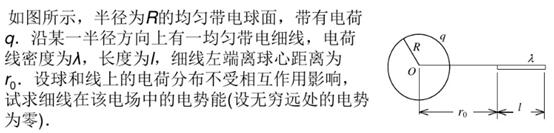 如图所示，半径为R的均匀带电球面，带有电荷
q．沿某一半径方向上有一均匀带电细线，电荷
线密度为λ，长度为l，细线左端离球心距离为
r₀．设球和线上的电荷分布不受相互作用影响，
试求细线在该电场中的电势能(设无穷远处的电势
为零)．
q
R
λ
O
r₀
l